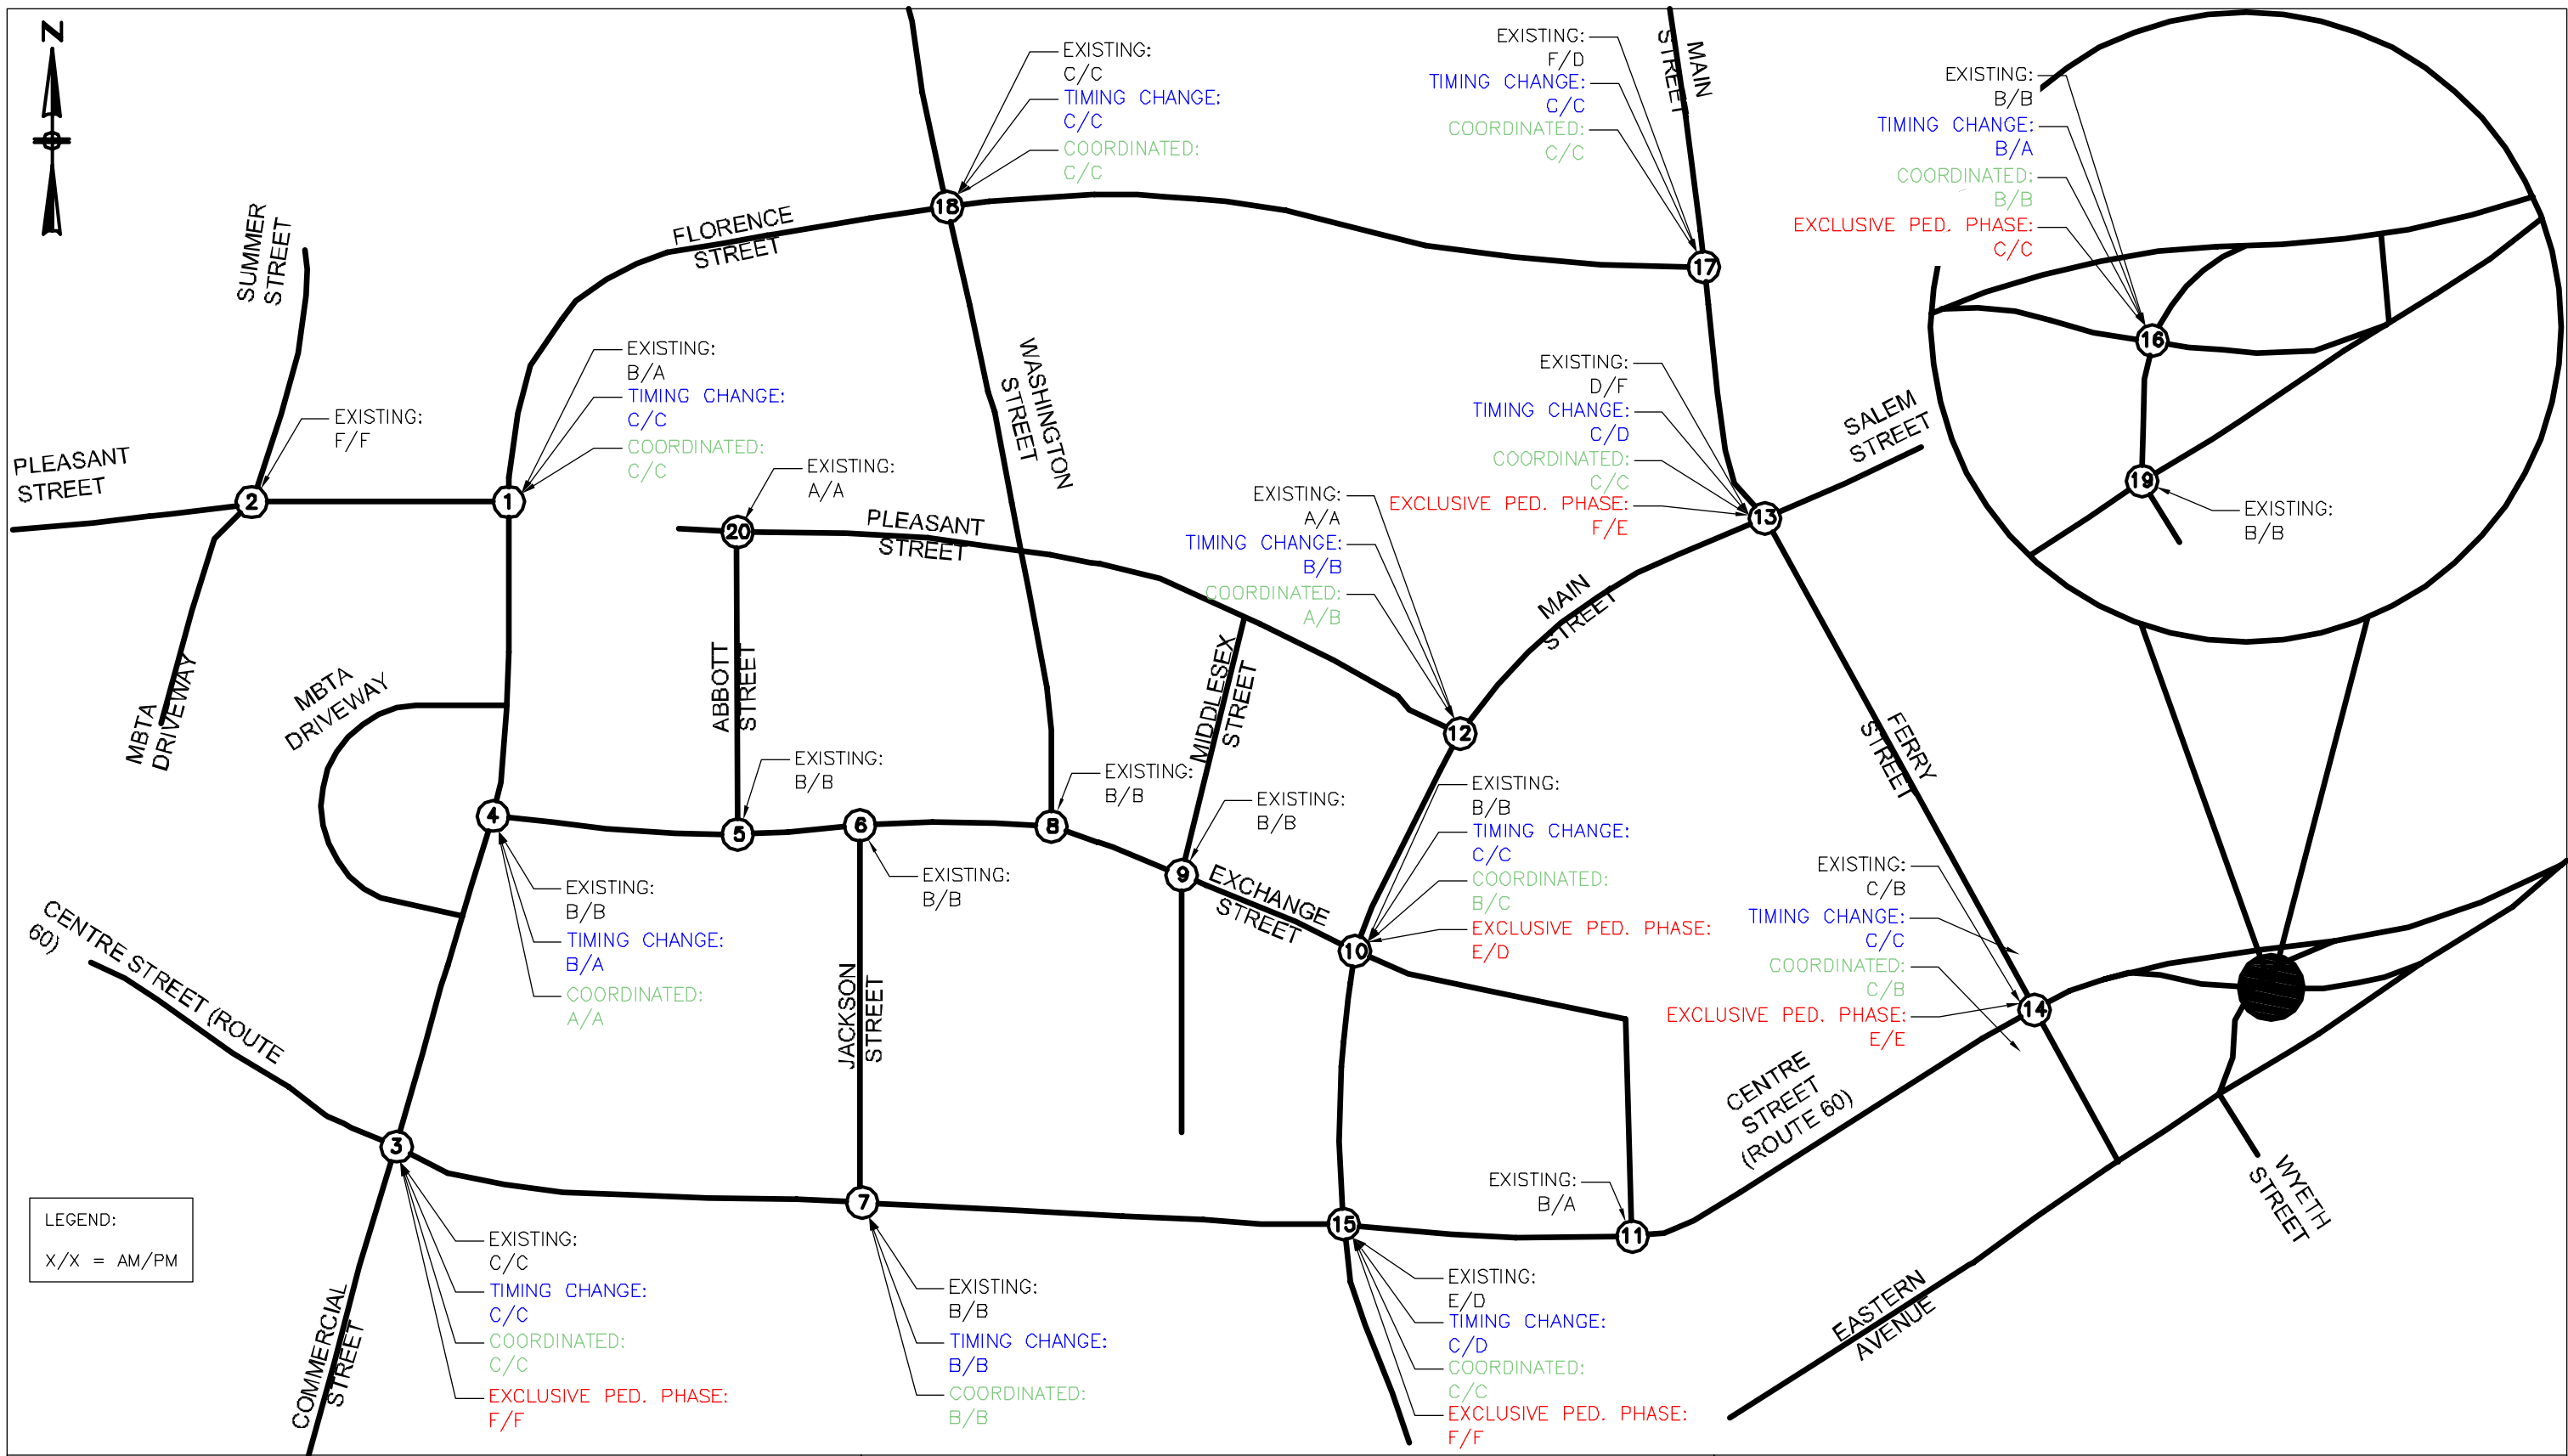 N
EXISTING:
C/C
TIMING CHANGE:
C/C
COORDINATED:
C/C
18
EXISTING:
F/D
TIMING CHANGE:
C/C
COORDINATED:
C/C
17
MAIN
STREET
EXISTING:
B/B
TIMING CHANGE:
B/A
COORDINATED:
B/B
EXCLUSIVE PED. PHASE:
C/C
16
19
EXISTING:
B/B
SUMMER
STREET
FLORENCE
STREET
EXISTING:
B/A
TIMING CHANGE:
C/C
COORDINATED:
C/C
1
EXISTING:
F/F
2
PLEASANT
STREET
WASHINGTON
STREET
EXISTING:
A/A
20
PLEASANT
STREET
EXISTING:
D/F
TIMING CHANGE:
C/D
COORDINATED:
C/C
EXCLUSIVE PED. PHASE:
F/E
13
SALEM
STREET
EXISTING:
A/A
TIMING CHANGE:
B/B
COORDINATED:
A/B
12
MAIN
STREET
MBTA
DRIVEWAY
MBTA
DRIVEWAY
ABBOTT
STREET
MIDDLESEX
STREET
FERRY
STREET
EXISTING:
B/B
5
EXISTING:
B/B
8
EXISTING:
B/B
9
EXISTING:
B/B
6
4
EXISTING:
B/B
TIMING CHANGE:
B/A
COORDINATED:
A/A
EXCHANGE
STREET
EXISTING:
B/B
TIMING CHANGE:
C/C
COORDINATED:
B/C
EXCLUSIVE PED. PHASE:
E/D
10
EXISTING:
C/B
TIMING CHANGE:
C/C
COORDINATED:
C/B
EXCLUSIVE PED. PHASE:
E/E
14
CENTRE STREET (ROUTE
60)
JACKSON
STREET
CENTRE
STREET
(ROUTE 60)
WYETH
STREET
3
EXISTING:
C/C
TIMING CHANGE:
C/C
COORDINATED:
C/C
EXCLUSIVE PED. PHASE:
F/F
7
EXISTING:
B/B
TIMING CHANGE:
B/B
COORDINATED:
B/B
15
EXISTING:
E/D
TIMING CHANGE:
C/D
COORDINATED:
C/C
EXCLUSIVE PED. PHASE:
F/F
EXISTING:
B/A
11
EASTERN
AVENUE
COMMERCIAL
STREET
LEGEND:
X/X = AM/PM